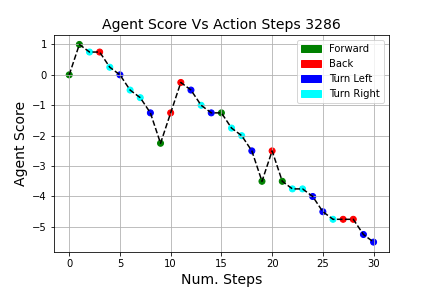 Agent Score Vs Action Steps 3286
Forward
Back
Turn Left
Turn Right
Agent Score
1
0
−1
−2
−3
−4
−5
0 5 10 15 20 25 30
Num. Steps